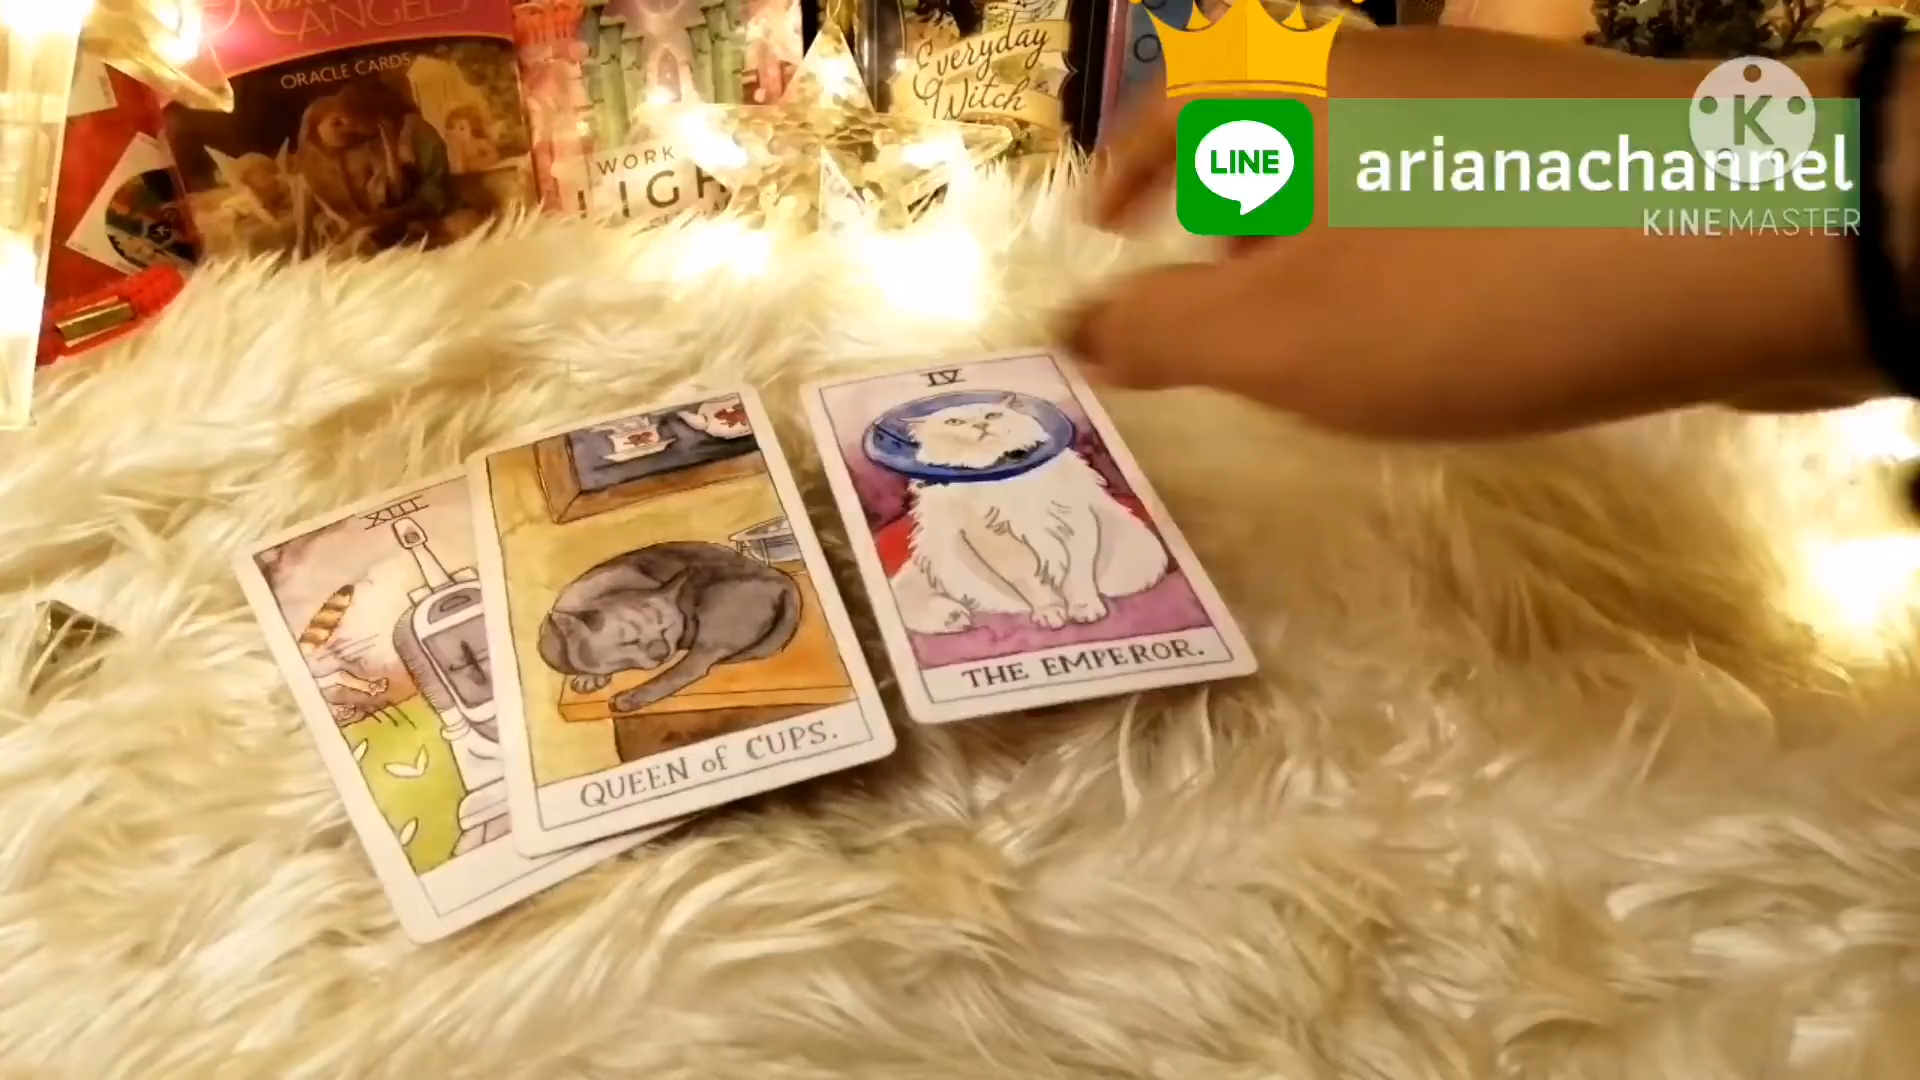 ANGELS
ORACLE CARDS
WORK
LIGH
Everyday
Witch
LINE
arianachannel
K
KINEMASTER
XIII
QUEEN of CUPS.
IV
THE EMPEROR.